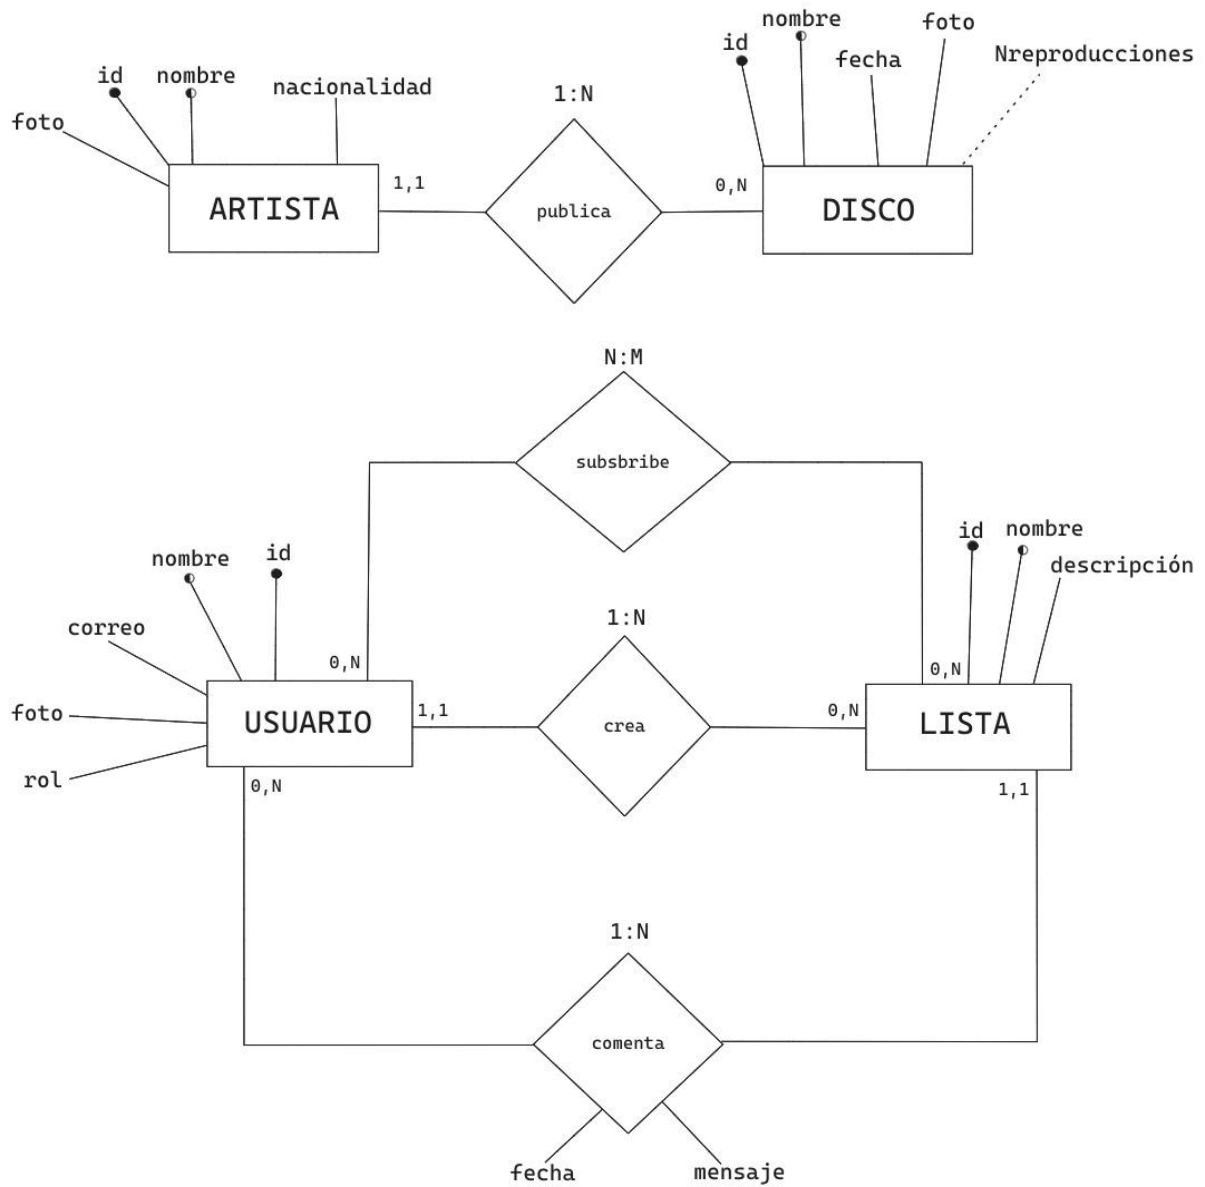 nombre
foto
id
fecha
Nreproducciones
id
nombre
nacionalidad
foto
1:N
1,1
0,N
ARTISTA
publica
DISCO
N:M
subsbribe
id
nombre
descripción
nombre
id
correo
foto
rol
0,N
0,N
1:N
1,1
0,N
USUARIO
crea
LISTA
0,N
1,1
1:N
comenta
fecha
mensaje